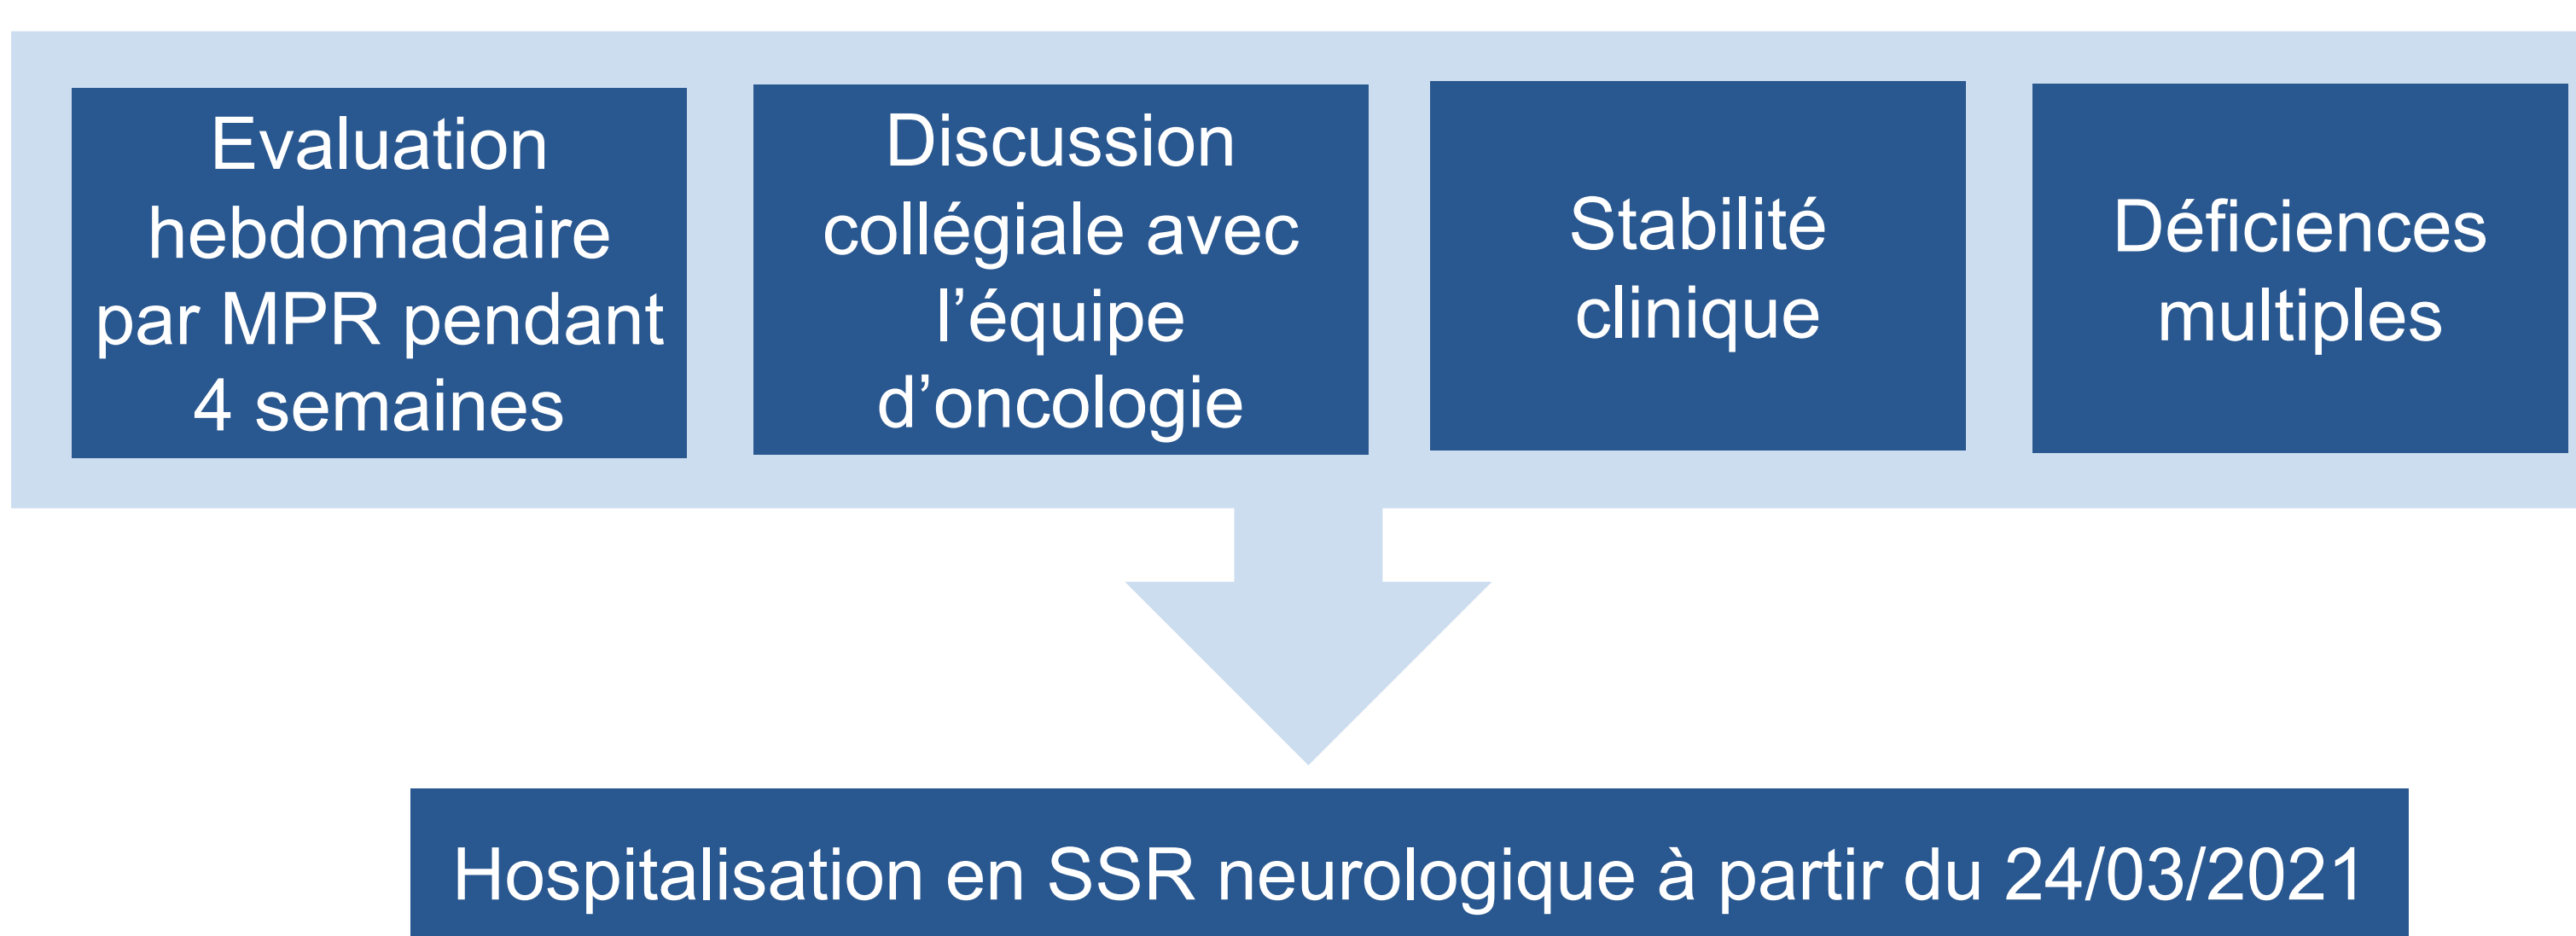 Evaluation
hebdomadaire
par MPR pendant
4 semaines
Discussion
collégiale avec
l’équipe
d’oncologie
Stabilité
clinique
Déficiences
multiples
Hospitalisation en SSR neurologique à partir du 24/03/2021